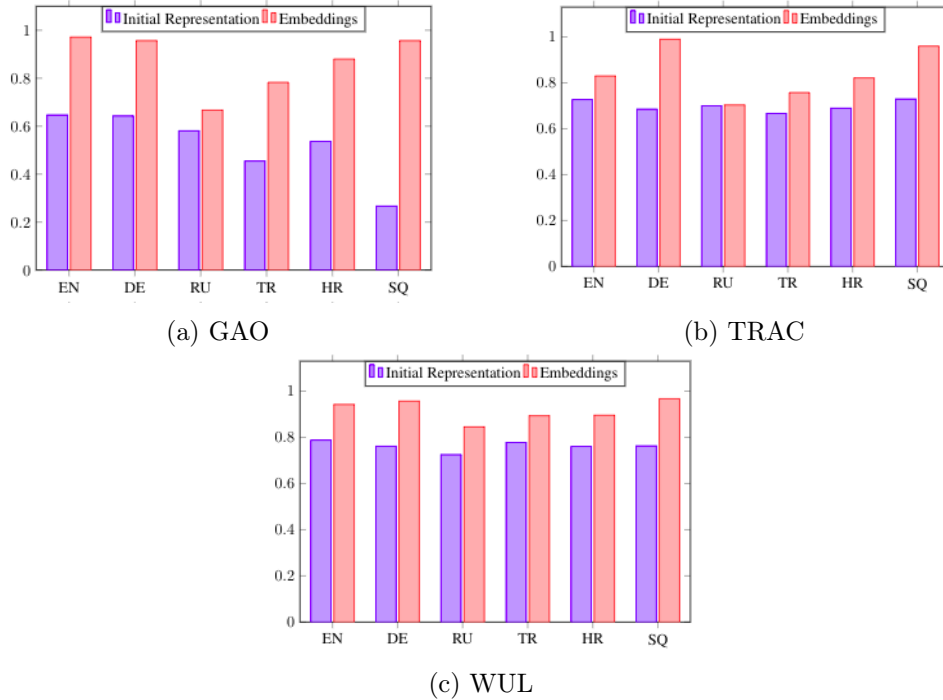 Initial Representation Embeddings
1
0.8
0.6
0.4
0.2
0
EN DE RU TR HR SQ
(a) GAO
Initial Representation Embeddings
1
0.8
0.6
0.4
0.2
0
EN DE RU TR HR SQ
(b) TRAC
Initial Representation Embeddings
1
0.8
0.6
0.4
0.2
0
EN DE RU TR HR SQ
(c) WUL